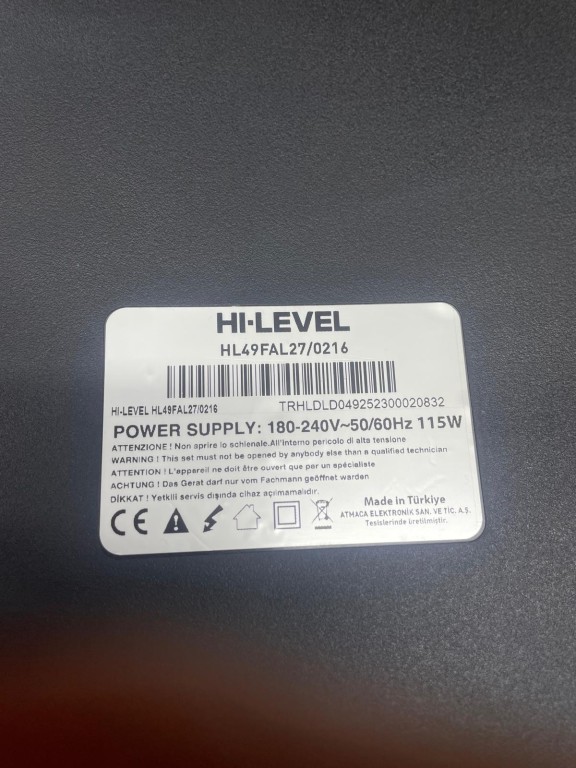 HI-LEVEL
HL49FAL27/0216
HI-LEVEL HL49FAL27/0216 TRHLDLD049252300020832
POWER SUPPLY: 180-240V~50/60Hz 115W
ATTENZIONE ! Non aprire lo schienale.All'Interno pericolo di alta tensione
WARNING ! This set must not be opened by anybody else than a qualified technician
ATTENTION ! L'appareil ne doit être ouvert que per un spécialiste
ACHTUNG ! Das Gerat darf nur vom Fachmann geöffnet warden
DİKKAT ! Yetkili servis dışında cihaz açılmamalıdır.
CE
Made in Türkiye
ATMACA ELEKTRONİK SAN. VE TİC. A.Ş.
Tesislerinde üretilmiştir.